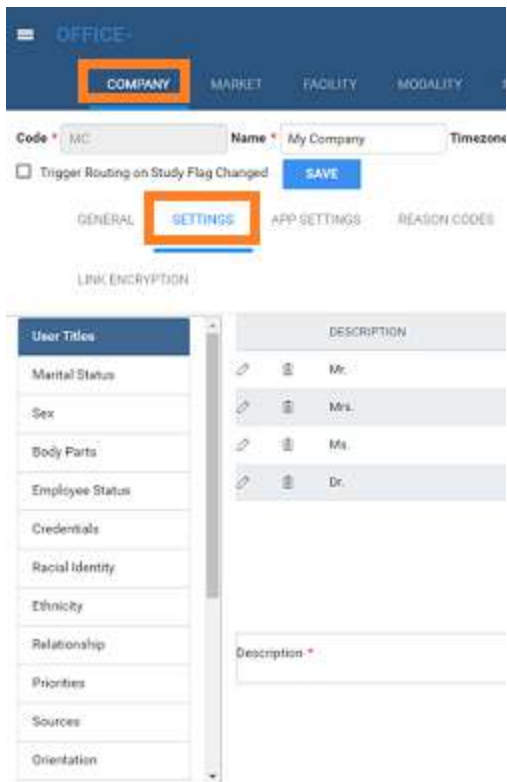 OFFICE-
COMPANY MARKET FACILITY MODALITY
Code * MC Name * My Company Timezone
Trigger Routing on Study Flag Changed SAVE
GENERAL SETTINGS APP SETTINGS REASON CODES
LINK ENCRYPTION
User Titles DESCRIPTION
Marital Status Mr.
Sex Mrs.
Body Parts Ms.
Employee Status Dr.
Credentials
Racial Identity
Ethnicity
Relationship Description *
Priorities
Sources
Orientation